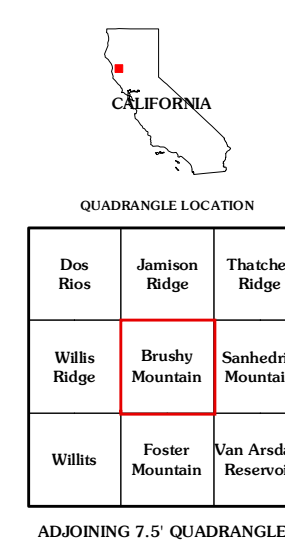 CALIFORNIA
QUADRANGLE LOCATION
Dos
Rios
Jamison
Ridge
Thatche
Ridge
Willis
Ridge
Brushy
Mountain
Sanhedri
Mountai
Willits
Foster
Mountain
Van Arsda
Reservoi
ADJOINING 7.5' QUADRANGLE